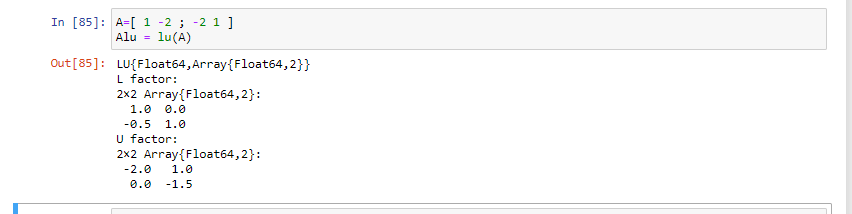 In [85]: A=[ 1 -2 ; -2 1 ]
Alu = lu(A)
Out[85]: LU{Float64,Array{Float64,2}}
L factor:
2×2 Array{Float64,2}:
  1.0  0.0
 -0.5  1.0
U factor:
2×2 Array{Float64,2}:
 -2.0   1.0
  0.0  -1.5